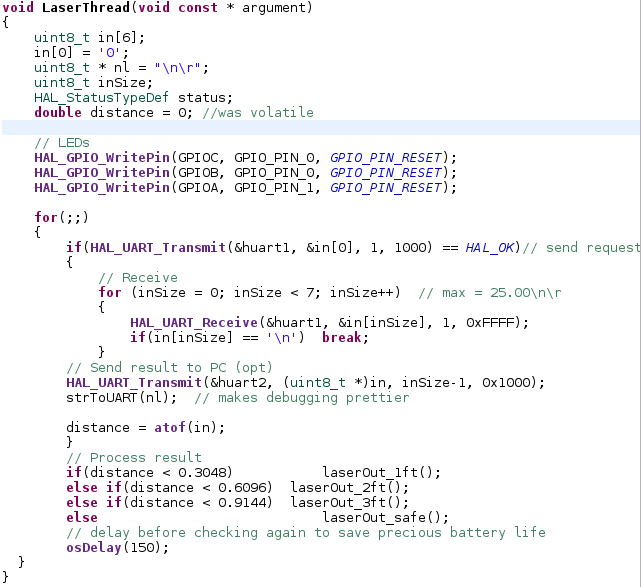 void LaserThread(void const * argument)
{
    uint8_t in[6];
    in[0] = '0';
    uint8_t * nl = "\n\r";
    uint8_t inSize;
    HAL_StatusTypeDef status;
    double distance = 0; //was volatile

    // LEDs
    HAL_GPIO_WritePin(GPIOC, GPIO_PIN_0, GPIO_PIN_RESET);
    HAL_GPIO_WritePin(GPIOB, GPIO_PIN_0, GPIO_PIN_RESET);
    HAL_GPIO_WritePin(GPIOA, GPIO_PIN_1, GPIO_PIN_RESET);

    for(;;)
    {
        if(HAL_UART_Transmit(&huart1, &in[0], 1, 1000) == HAL_OK)// send request
        {
            // Receive
            for (inSize = 0; inSize < 7; inSize++)  // max = 25.00\n\r
            {
                HAL_UART_Receive(&huart1, &in[inSize], 1, 0xFFFF);
                if(in[inSize] == '\n')  break;
            }
        // Send result to PC (opt)
        HAL_UART_Transmit(&huart2, (uint8_t *)in, inSize-1, 0x1000);
        strToUART(nl);  // makes debugging prettier

        distance = atof(in);
        }
        // Process result
        if(distance < 0.3048)           laserOut_1ft();
        else if(distance < 0.6096)  laserOut_2ft();
        else if(distance < 0.9144)  laserOut_3ft();
        else                            laserOut_safe();
        // delay before checking again to save precious battery life
        osDelay(150);
  }
}